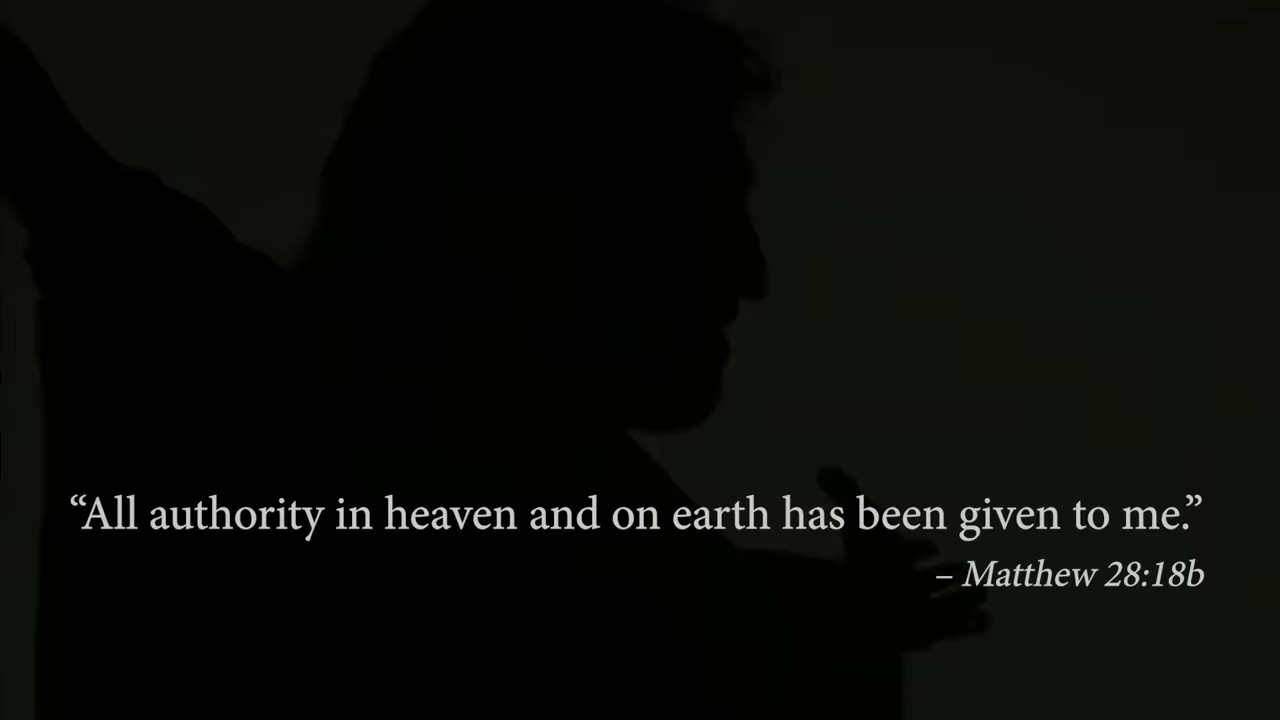 “All authority in heaven and on earth has been given to me.”
– Matthew 28:18b